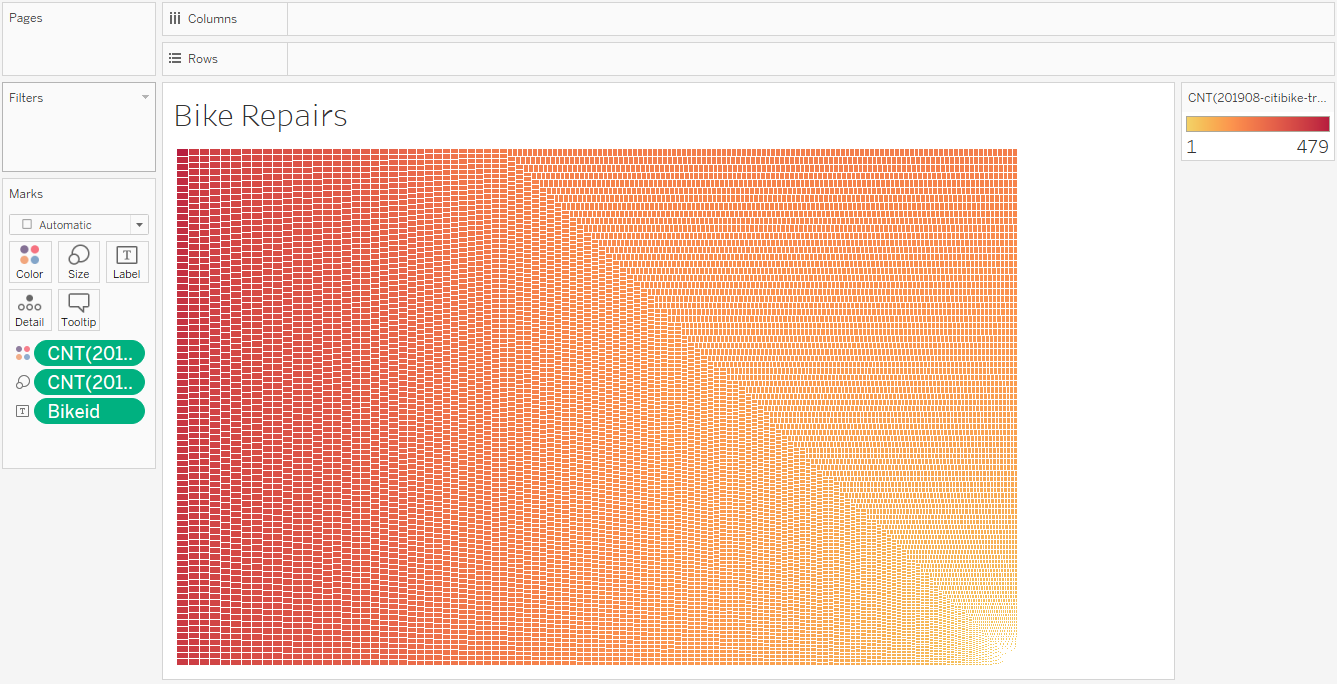 Pages
Columns
Rows
Filters
Marks
Automatic
Color
Size
Label
Detail
Tooltip
CNT(201..
CNT(201..
Bikeid
Bike Repairs
CNT(201908-citibike-tr...
1
479